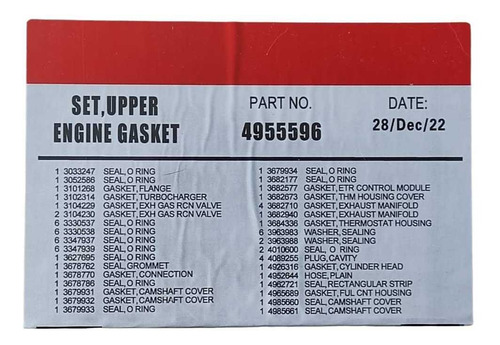 SET,UPPER
ENGINE GASKET
PART NO.
4955596
DATE:
28/Dec/22
1 3033247 SEAL,O RING
1 3052586 SEAL,O RING
1 3101268 GASKET,FLANGE
1 3102314 GASKET,TURBOCHARGER
1 3104229 GASKET,EXH GAS RCN VALVE
2 3104230 GASKET,EXH GAS RCN VALVE
6 3330537 SEAL,O RING
6 3330538 SEAL,O RING
6 3347937 SEAL,O RING
6 3347939 SEAL,O RING
1 3627695 SEAL,O RING
1 3678762 SEAL,GROMMET
1 3678770 GASKET,CONNECTION
1 3678786 SEAL,O RING
1 3679931 GASKET,CAMSHAFT COVER
1 3679932 GASKET,CAMSHAFT COVER
1 3679933 SEAL,O RING
1 3679934 SEAL,O RING
1 3682177 SEAL,O RING
1 3682577 GASKET,ETR CONTROL MODULE
1 3682673 GASKET,THM HOUSING COVER
4 3682710 GASKET,EXHAUST MANIFOLD
1 3682940 GASKET,EXHAUST MANIFOLD
1 3684336 GASKET,THERMOSTAT HOUSING
6 3963983 WASHER,SEALING
2 3963988 WASHER,SEALING
2 4010600 SEAL, O RING
4 4089255 PLUG,CAVITY
1 4926316 GASKET,CYLINDER HEAD
1 4952644 HOSE,PLAIN
1 4962721 SEAL,RECTANGULAR STRIP
1 4965689 GASKET,FUL CNT HOUSING
1 4985660 SEAL,CAMSHAFT COVER
1 4985661 SEAL,CAMSHAFT COVER